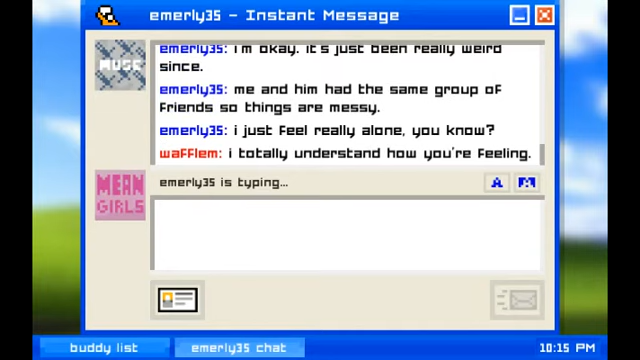 emerly35 - Instant Message
MUSE
emerly35: i'm okay. it's just been really weird
since.
emerly35: me and him had the same group of
friends so things are messy.
emerly35: i just feel really alone, you know?
wafflem: i totally understand how you're feeling.
MEAN
GIRLS
emerly35 is typing...
A A
buddy list
emerly35 chat
10:15 PM